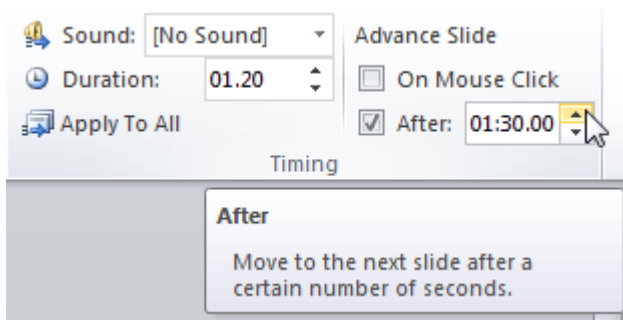 Sound: [No Sound]
Duration: 01.20
Apply To All
Advance Slide
On Mouse Click
After: 01:30.00
Timing
After
Move to the next slide after a
certain number of seconds.